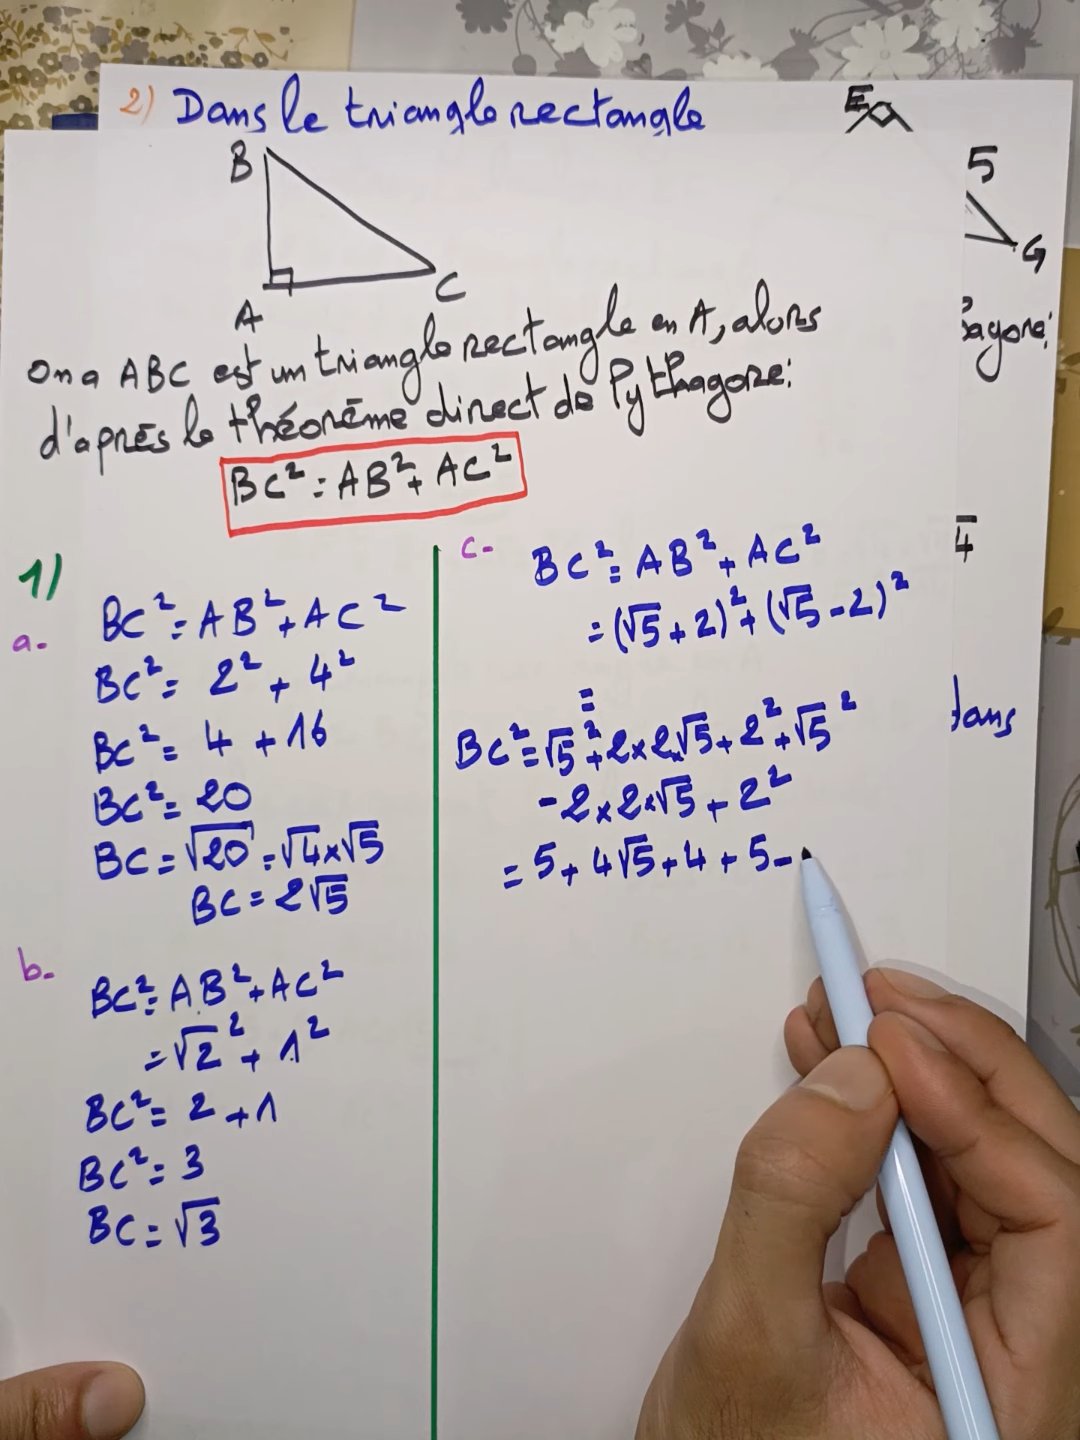 2) Dans le triangle rectangle
E
5
B
G
A
C
On a ABC est un triangle rectangle en A, alors
d'après le théorème direct de Pythagore:
BC² = AB² + AC²
1)
a-
BC² = AB² + AC²
BC² = 2² + 4²
BC² = 4 + 16
BC² = 20
BC = √20 = √4×√5
BC = 2√5
b-
BC² = AB² + AC²
= √2² + 1²
BC² = 2 + 1
BC² = 3
BC = √3
c-
BC² = AB² + AC²
= (√5 + 2)² + (√5 - 2)²
=
BC² = √5² + 2×2×√5 + 2² + √5²
- 2×2×√5 + 2²
= 5 + 4√5 + 4 + 5 -
4
dans